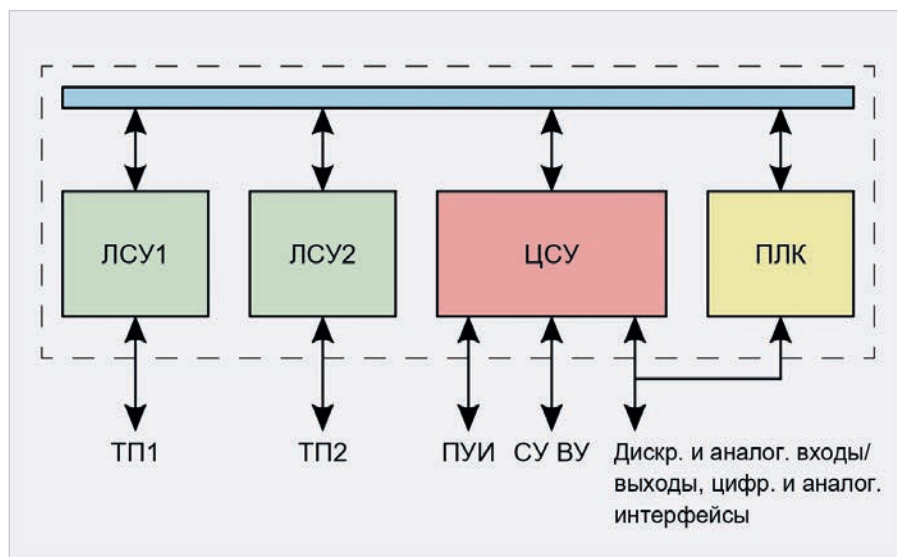 ЛСУ1
ЛСУ2
ЦСУ
ПЛК
ТП1
ТП2
ПУИ
СУ ВУ
Дискр. и аналог. входы/
выходы, цифр. и аналог.
интерфейсы